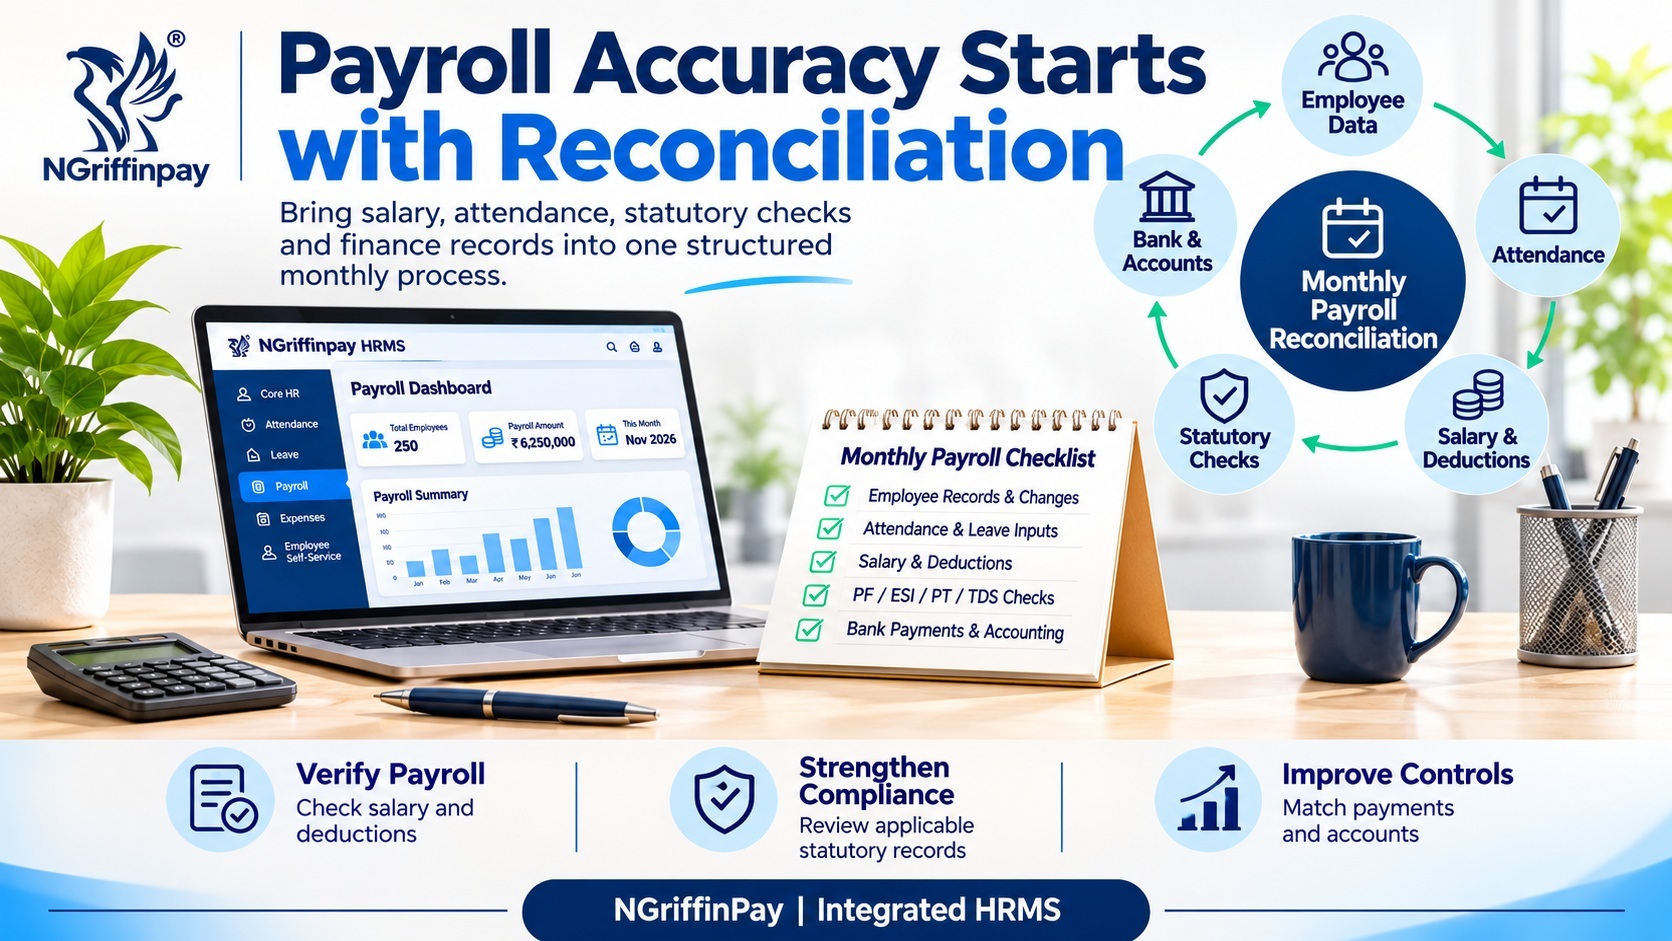 ®
NGriffinpay
Payroll Accuracy Starts
with Reconciliation
Bring salary, attendance, statutory checks
and finance records into one structured
monthly process.
Employee
Data
Bank &
Accounts
Attendance
Monthly
Payroll
Reconciliation
Statutory
Checks
Salary &
Deductions
NGriffinpay HRMS
Core HR
Attendance
Leave
Payroll
Expenses
Employee
Self-Service
Payroll Dashboard
Total Employees
250
Payroll Amount
₹6,250,000
This Month
Nov 2026
Payroll Summary
0
Jan Feb Mar Apr May Jun Jun
Monthly Payroll Checklist
Employee Records & Changes
Attendance & Leave Inputs
Salary & Deductions
PF / ESI / PT / TDS Checks
Bank Payments & Accounting
Verify Payroll
Check salary and
deductions
Strengthen
Compliance
Review applicable
statutory records
Improve Controls
Match payments
and accounts
NGriffinPay | Integrated HRMS